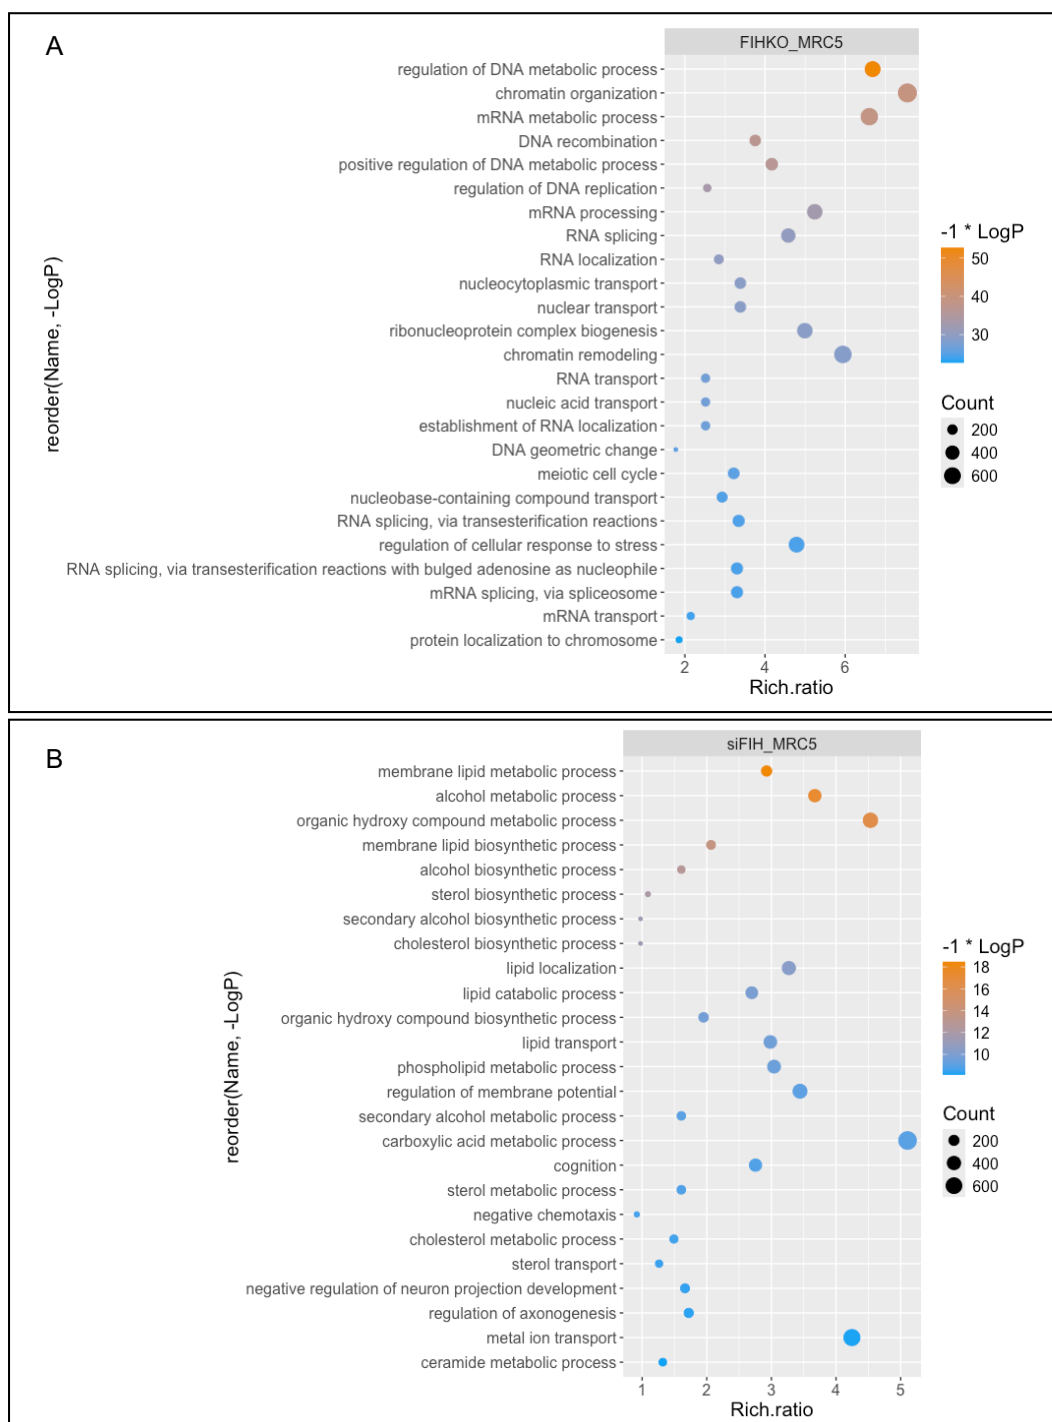 A
FIHKO_MRC5
regulation of DNA metabolic process
chromatin organization
mRNA metabolic process
DNA recombination
positive regulation of DNA metabolic process
regulation of DNA replication
mRNA processing
RNA splicing
RNA localization
nucleocytoplasmic transport
nuclear transport
ribonucleoprotein complex biogenesis
chromatin remodeling
RNA transport
nucleic acid transport
establishment of RNA localization
DNA geometric change
meiotic cell cycle
nucleobase-containing compound transport
RNA splicing, via transesterification reactions
regulation of cellular response to stress
RNA splicing, via transesterification reactions with bulged adenosine as nucleophile
mRNA splicing, via spliceosome
mRNA transport
protein localization to chromosome
reorder(Name, -LogP)
2 4 6
Rich.ratio
-1 * LogP
50
40
30
Count
200
400
600
B
siFIH_MRC5
membrane lipid metabolic process
alcohol metabolic process
organic hydroxy compound metabolic process
membrane lipid biosynthetic process
alcohol biosynthetic process
sterol biosynthetic process
secondary alcohol biosynthetic process
cholesterol biosynthetic process
lipid localization
lipid catabolic process
organic hydroxy compound biosynthetic process
lipid transport
phospholipid metabolic process
regulation of membrane potential
secondary alcohol metabolic process
carboxylic acid metabolic process
cognition
sterol metabolic process
negative chemotaxis
cholesterol metabolic process
sterol transport
negative regulation of neuron projection development
regulation of axonogenesis
metal ion transport
ceramide metabolic process
reorder(Name, -LogP)
1 2 3 4 5
Rich.ratio
-1 * LogP
18
16
14
12
10
Count
200
400
600